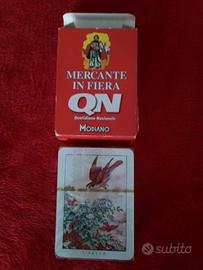 MERCANTE
IN FIERA
QN
Quotidiano Nazionale
MODIANO
subito